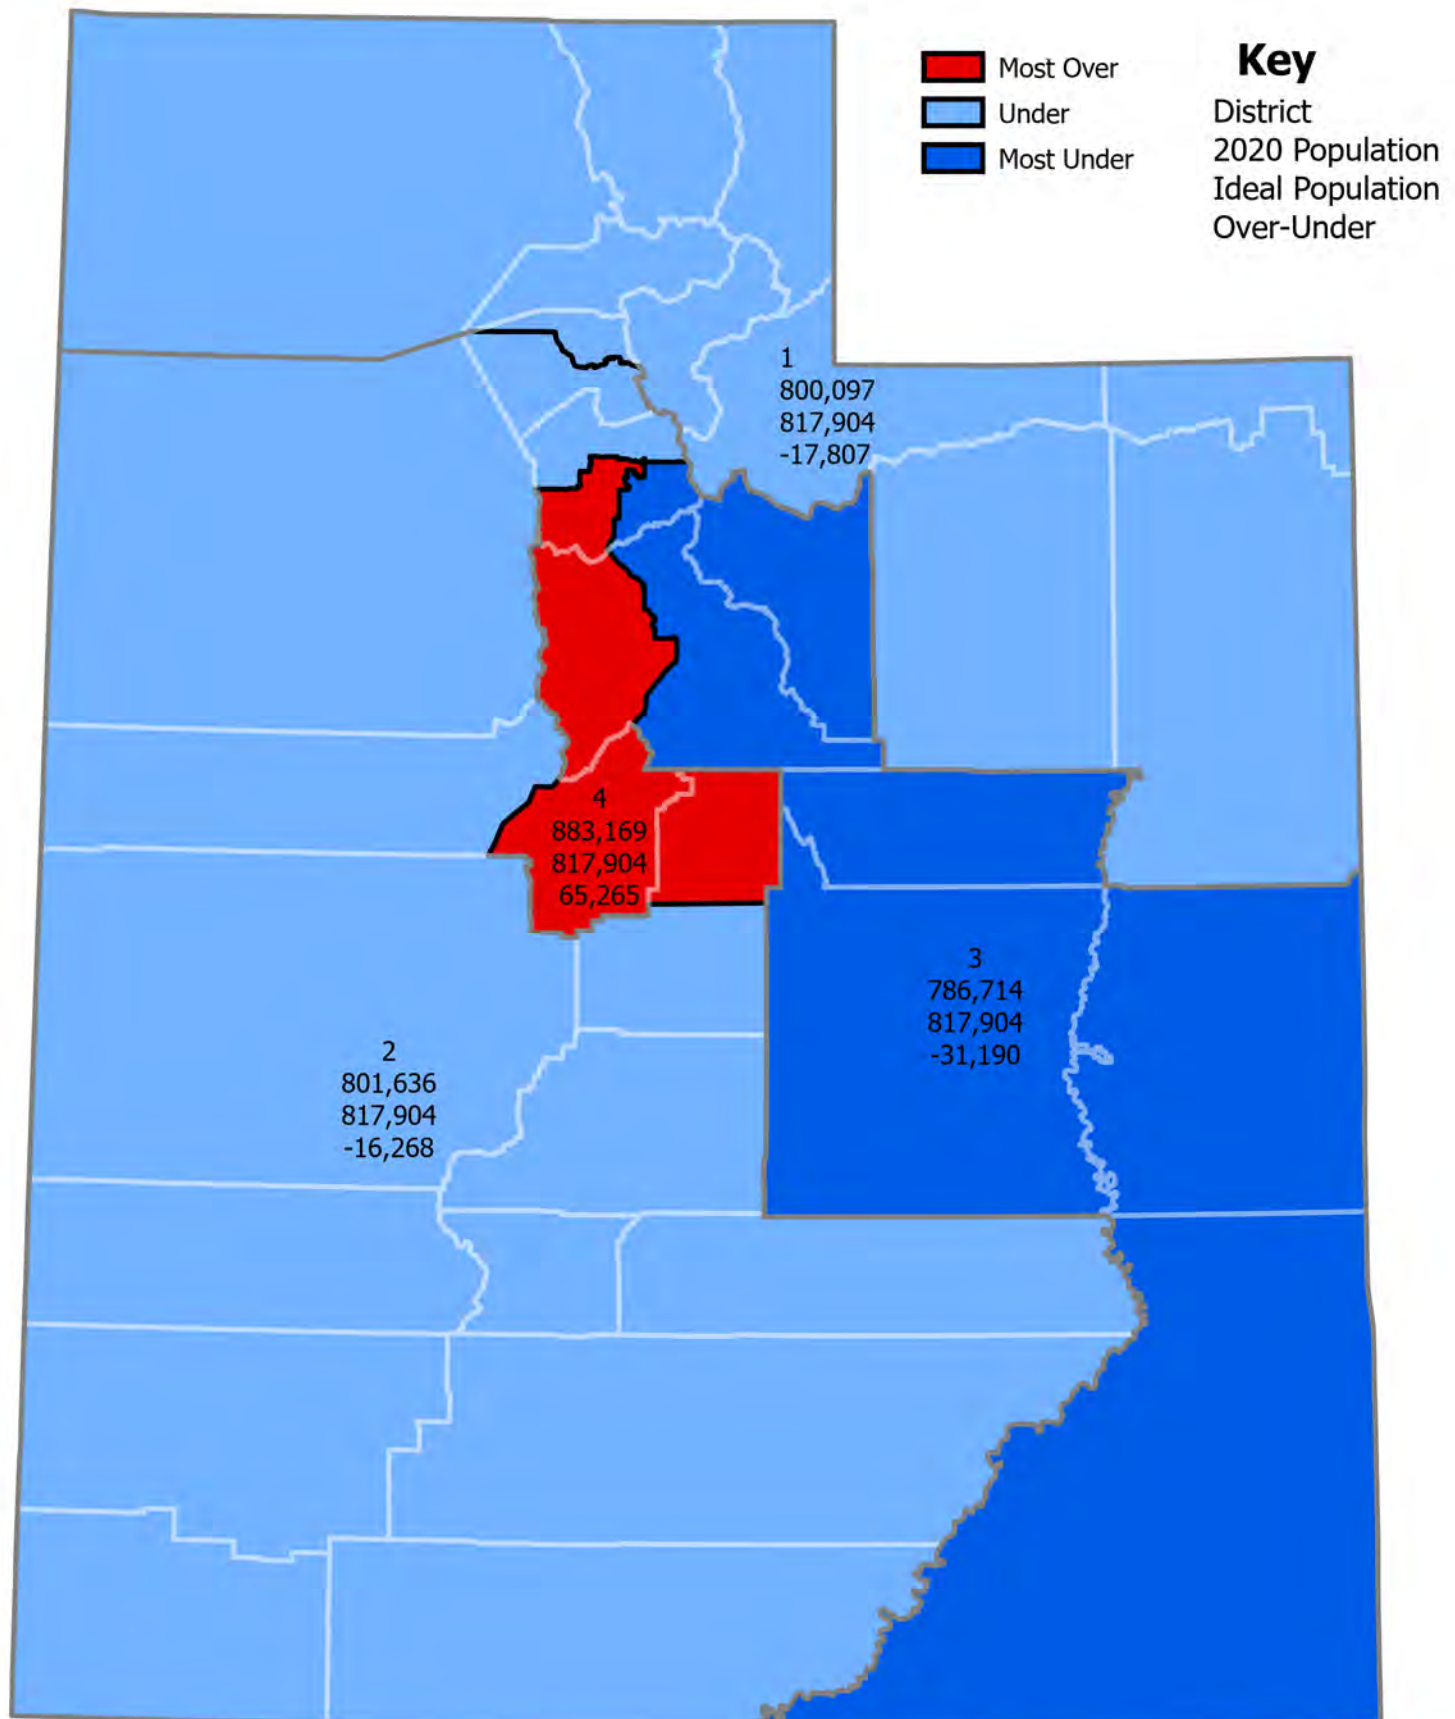 Key
Most Over
Under
Most Under
District
2020 Population
Ideal Population
Over-Under
1
800,097
817,904
-17,807
4
883,169
817,904
65,265
3
786,714
817,904
-31,190
2
801,636
817,904
-16,268